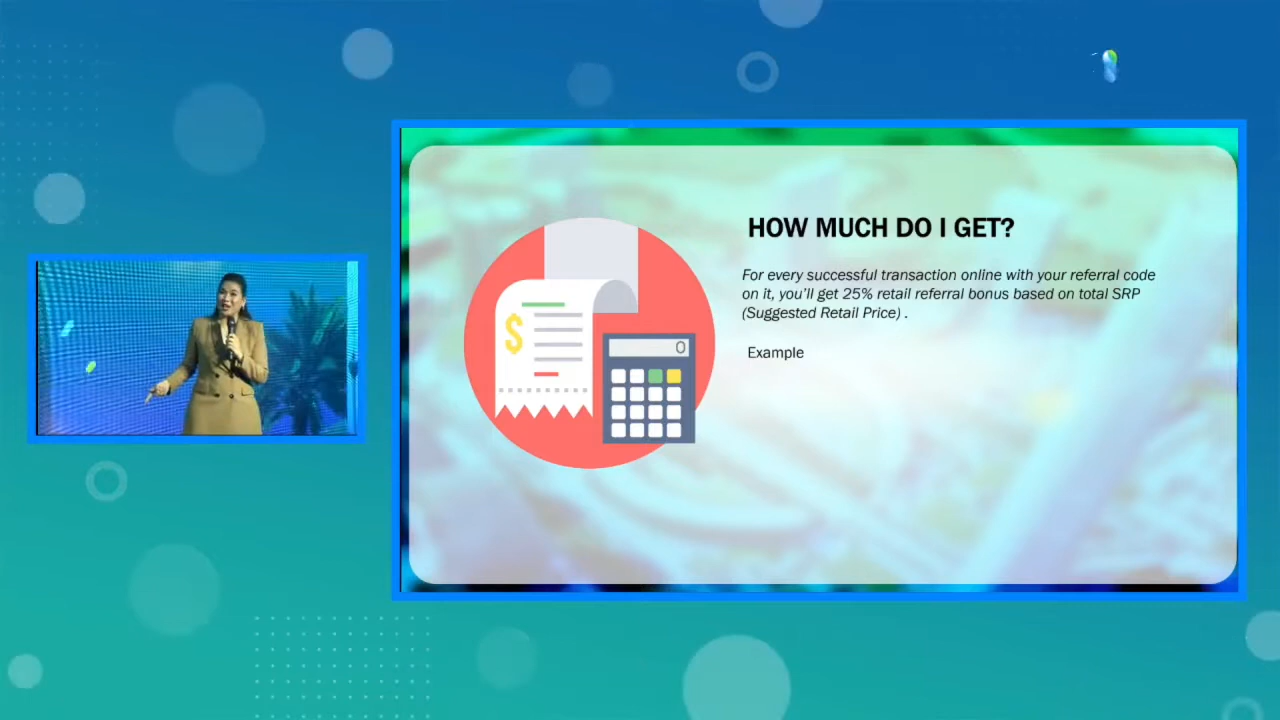 HOW MUCH DO I GET?
For every successful transaction online with your referral code
on it, you'll get 25% retail referral bonus based on total SRP
(Suggested Retail Price) .
Example
$
0